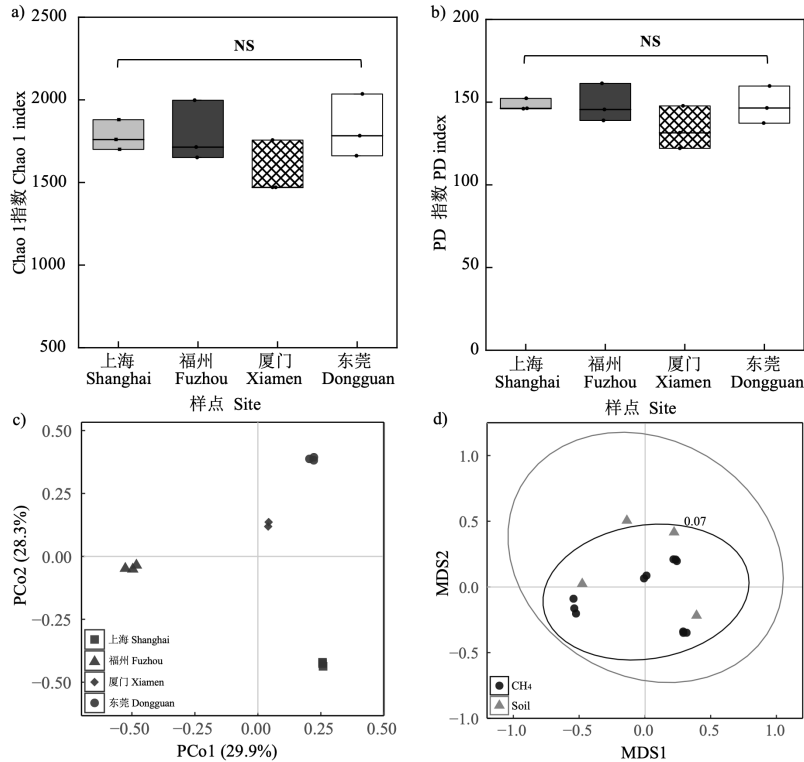 a)
2500
2000
1500
1000
500
Chao 1指数 Chao 1 index
NS
上海 福州 厦门 东莞
Shanghai Fuzhou Xiamen Dongguan
样点 Site
b)
200
150
100
50
0
PD 指数 PD index
NS
上海 福州 厦门 东莞
Shanghai Fuzhou Xiamen Dongguan
样点 Site
c)
0.50
0.25
0.00
−0.25
−0.50
PCo2 (28.3%)
上海 Shanghai
福州 Fuzhou
厦门 Xiamen
东莞 Dongguan
−0.50 −0.25 0.00 0.25 0.50
PCo1 (29.9%)
d)
1.0
0.5
0.0
−0.5
−1.0
MDS2
0.07
CH₄
Soil
−1.0 −0.5 0.0 0.5 1.0
MDS1